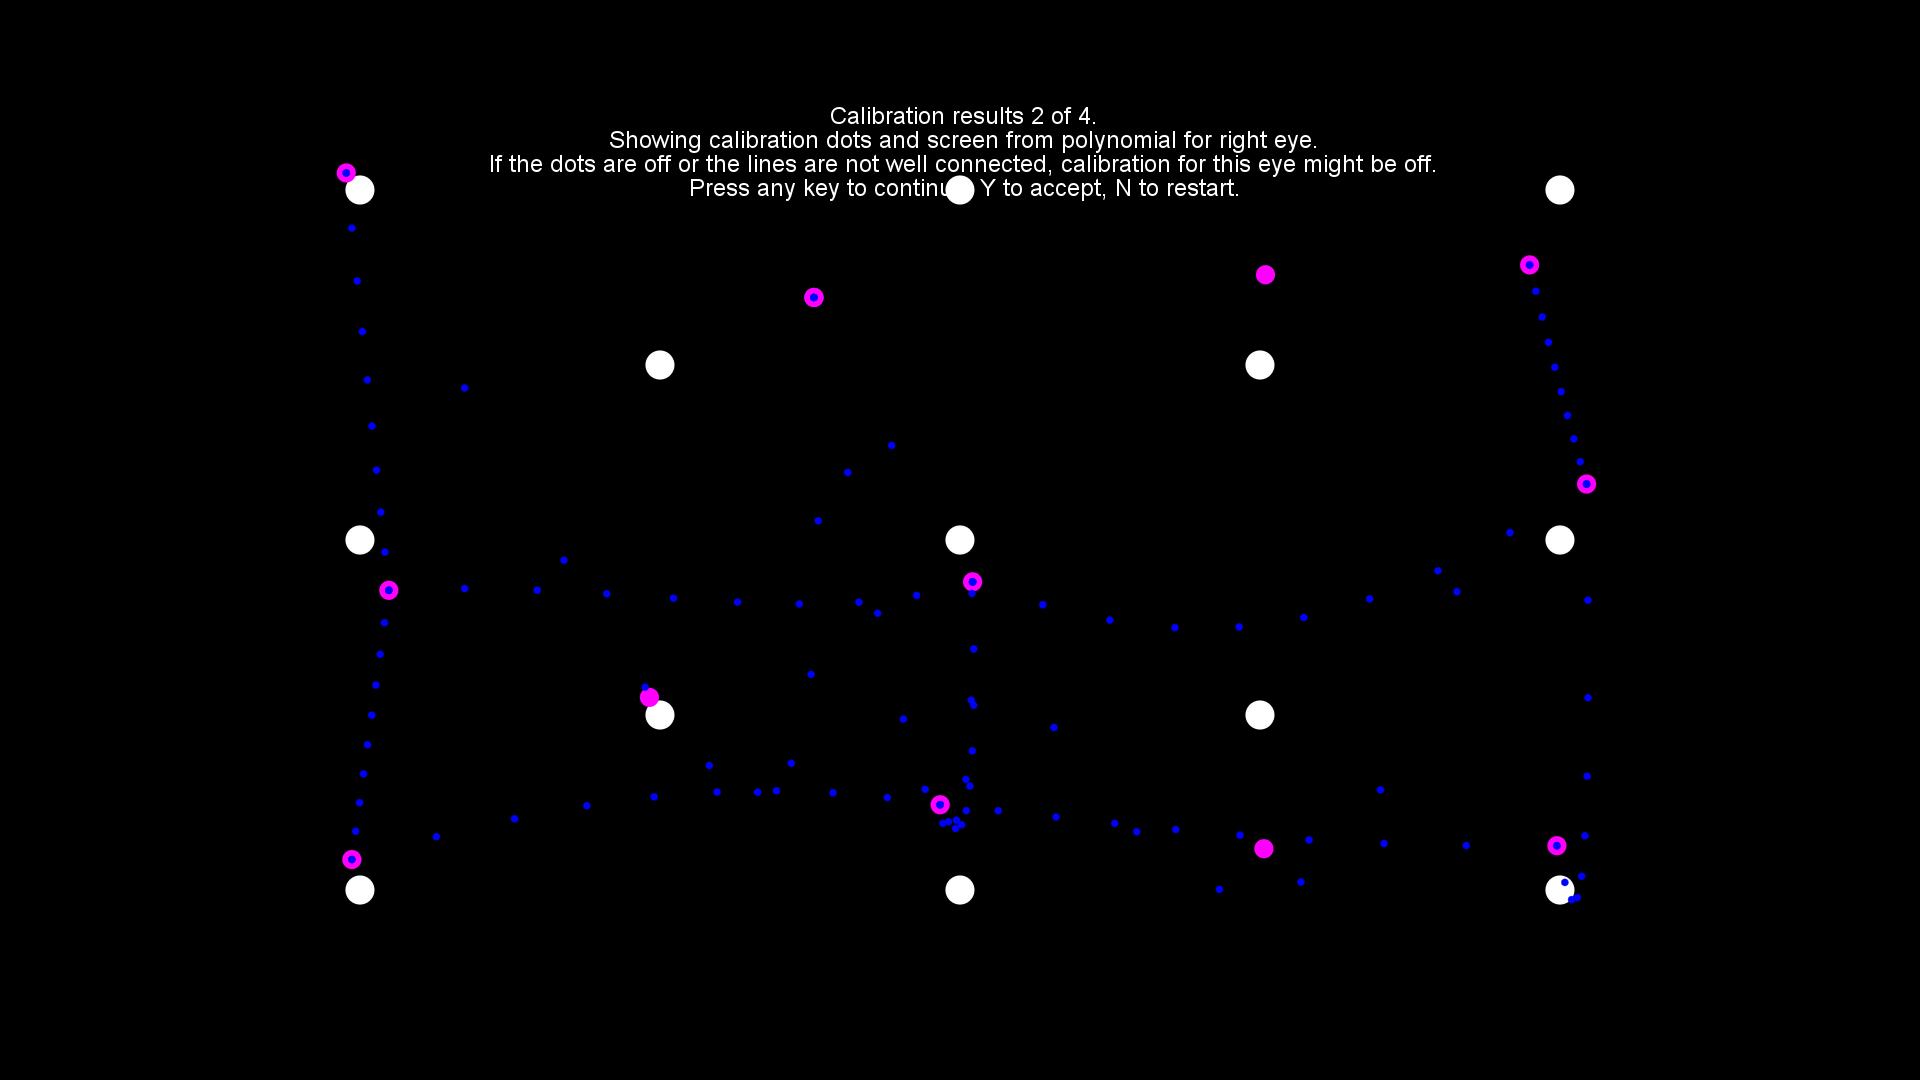 Calibration results 2 of 4.
Showing calibration dots and screen from polynomial for right eye.
If the dots are off or the lines are not well connected, calibration for this eye might be off.
Press any key to continu Y to accept, N to restart.